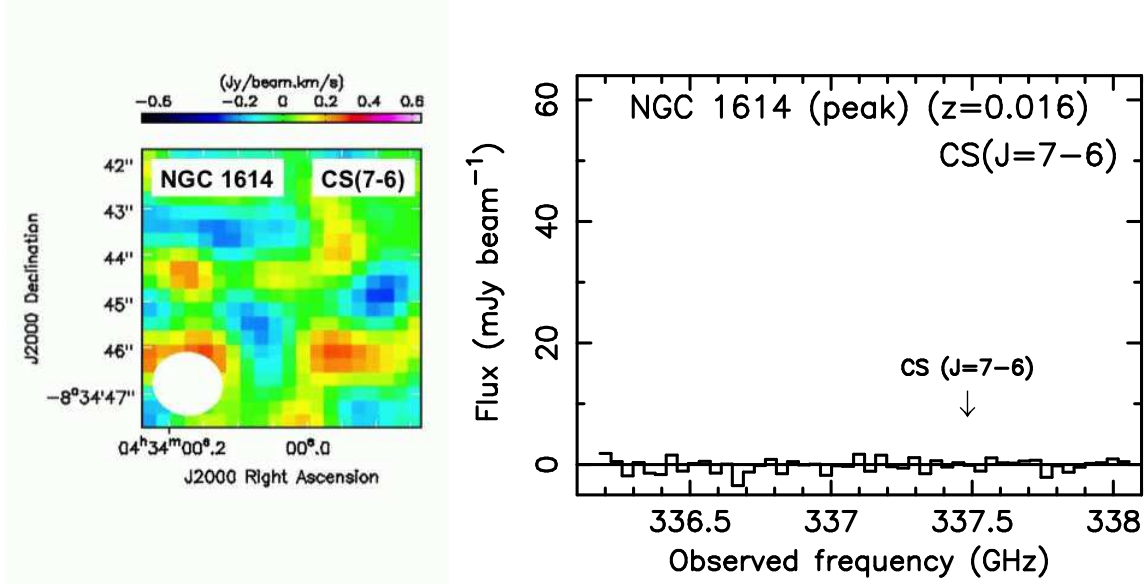 (Jy/beam.km/s)
−0.6 −0.2 0 0.2 0.4 0.6
NGC 1614 CS(7-6)
42"
43"
44"
45"
46"
−8°34'47"
J2000 Declination
04ʰ34ᵐ00ˢ.2 00ˢ.0
J2000 Right Ascension
NGC 1614 (peak) (z=0.016)
CS(J=7−6)
CS (J=7−6)
60
40
20
0
Flux (mJy beam⁻¹)
336.5 337 337.5 338
Observed frequency (GHz)